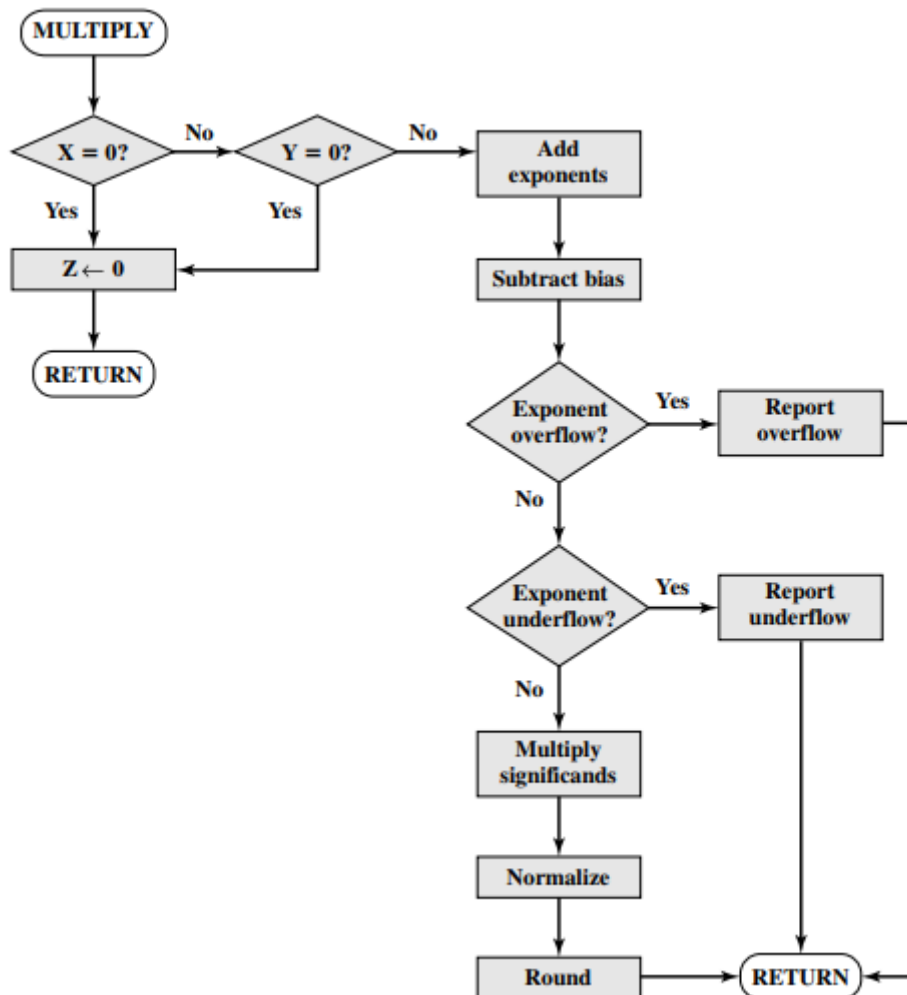 MULTIPLY
X = 0?
No
Y = 0?
No
Add
exponents
Yes
Yes
Z ← 0
Subtract bias
RETURN
Exponent
overflow?
Yes
Report
overflow
No
Exponent
underflow?
Yes
Report
underflow
No
Multiply
significands
Normalize
Round
RETURN